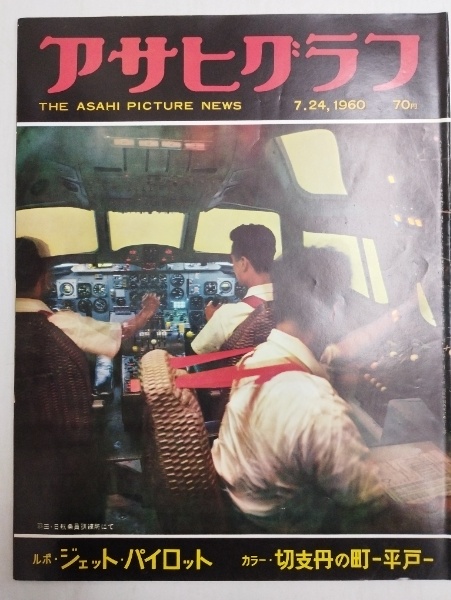 アサヒグラフ
THE ASAHI PICTURE NEWS 7.24,1960 70円
ルポ・ジェット・パイロット カラー・切支丹の町ー平戸ー